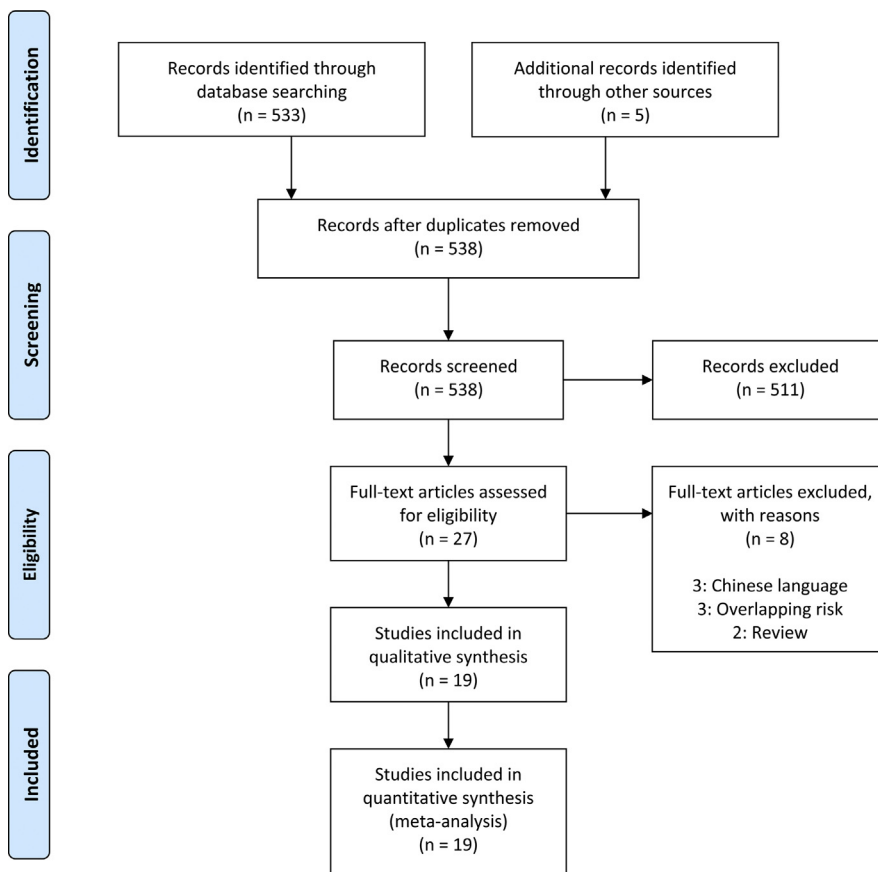 Identification
Records identified through
database searching
(n = 533)
Additional records identified
through other sources
(n = 5)
Records after duplicates removed
(n = 538)
Screening
Records screened
(n = 538)
Records excluded
(n = 511)
Eligibility
Full-text articles assessed
for eligibility
(n = 27)
Full-text articles excluded,
with reasons
(n = 8)
3: Chinese language
3: Overlapping risk
2: Review
Studies included in
qualitative synthesis
(n = 19)
Included
Studies included in
quantitative synthesis
(meta-analysis)
(n = 19)